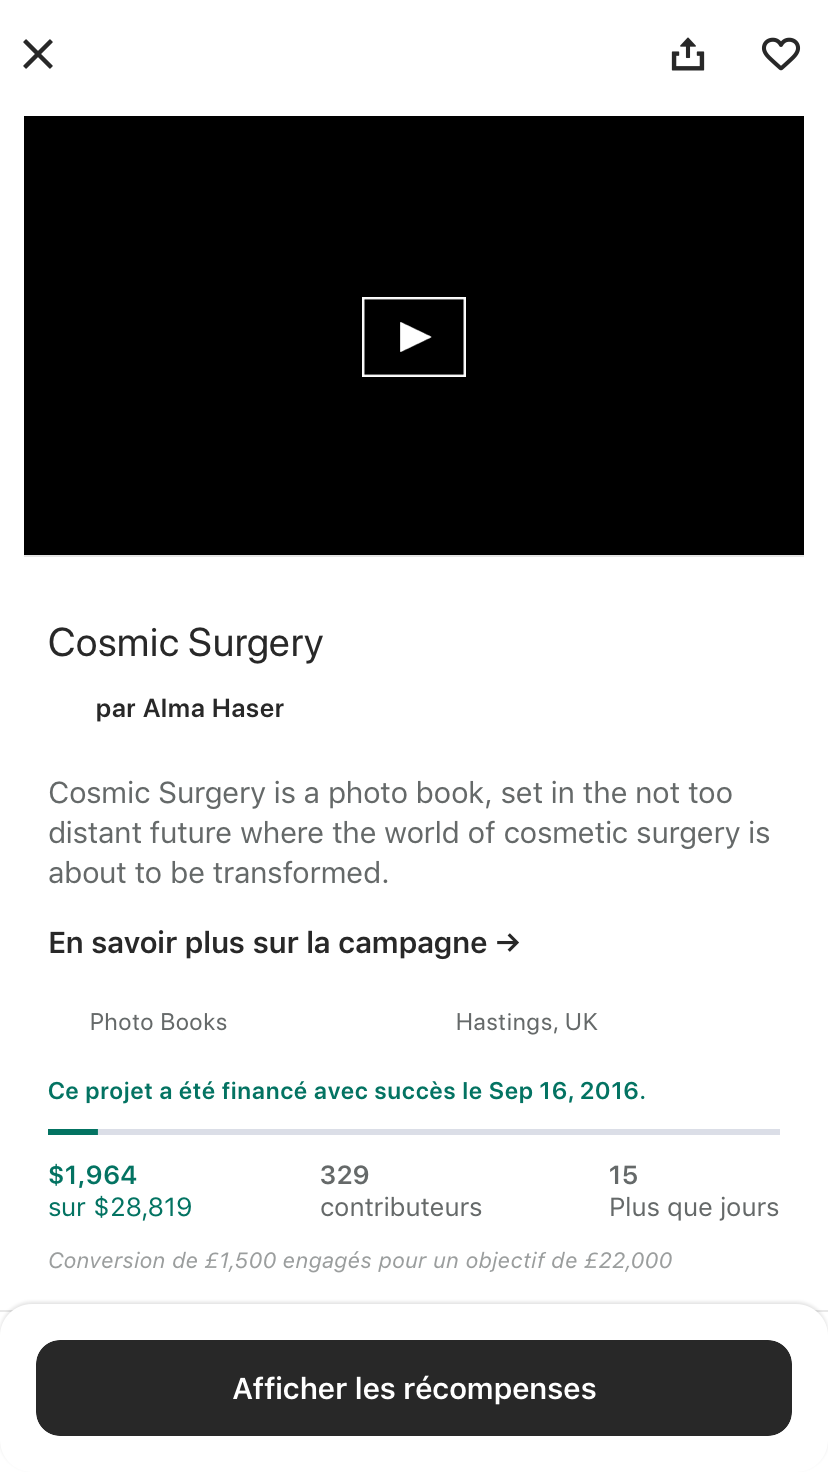 Cosmic Surgery
par Alma Haser
Cosmic Surgery is a photo book, set in the not too
distant future where the world of cosmetic surgery is
about to be transformed.
En savoir plus sur la campagne →
Photo Books
Hastings, UK
Ce projet a été financé avec succès le Sep 16, 2016.
$1,964
sur $28,819
329
contributeurs
15
Plus que jours
Conversion de £1,500 engagés pour un objectif de £22,000
Afficher les récompenses